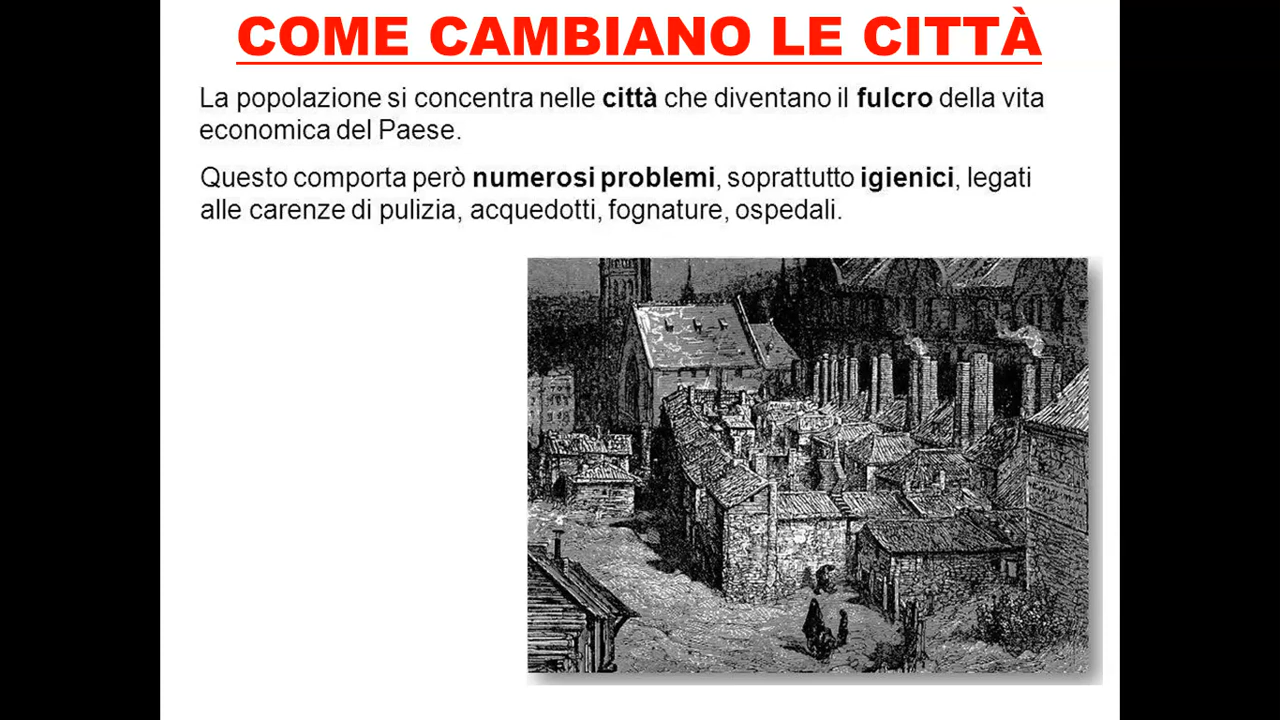 COME CAMBIANO LE CITTÀ
La popolazione si concentra nelle città che diventano il fulcro della vita
economica del Paese.
Questo comporta però numerosi problemi, soprattutto igienici, legati
alle carenze di pulizia, acquedotti, fognature, ospedali.